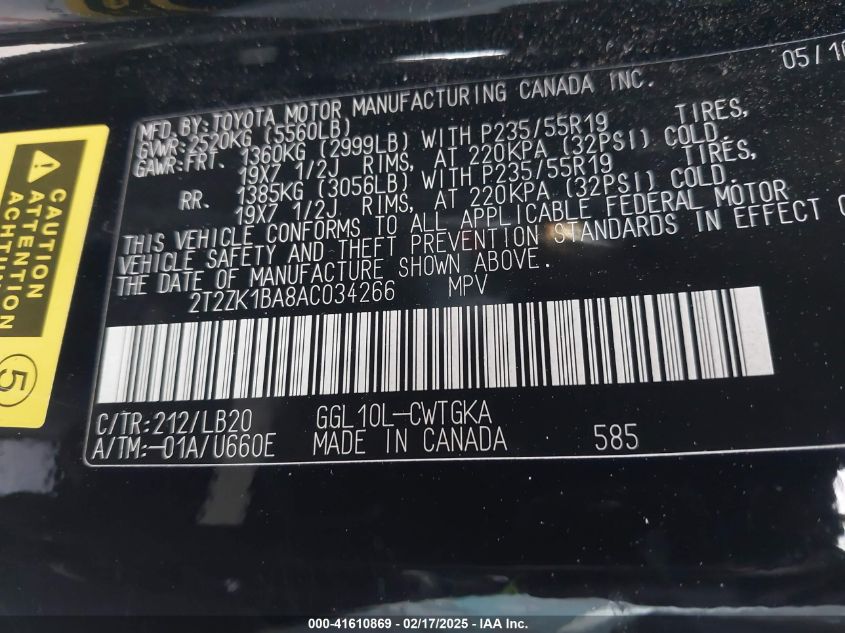 05/10
MFD.BY:TOYOTA MOTOR MANUFACTURING CANADA INC.
GVWR:2520KG (5560LB)
GAWR:FRT. 1360KG (2999LB) WITH P235/55R19 TIRES,
19X7 1/2J RIMS, AT 220KPA (32PSI) COLD.
RR. 1385KG (3056LB) WITH P235/55R19 TIRES,
19X7 1/2J RIMS, AT 220KPA (32PSI) COLD.
THIS VEHICLE CONFORMS TO ALL APPLICABLE FEDERAL MOTOR
VEHICLE SAFETY AND THEFT PREVENTION STANDARDS IN EFFECT O
THE DATE OF MANUFACTURE SHOWN ABOVE.
2T2ZK1BA8AC034266 MPV
C/TR:212/LB20 GGL10L-CWTGKA
A/TM:-01A/U660E MADE IN CANADA 585
CAUTION
ATTENTION
ACHTUN
5
000-41610869 - 02/17/2025 - IAA Inc.